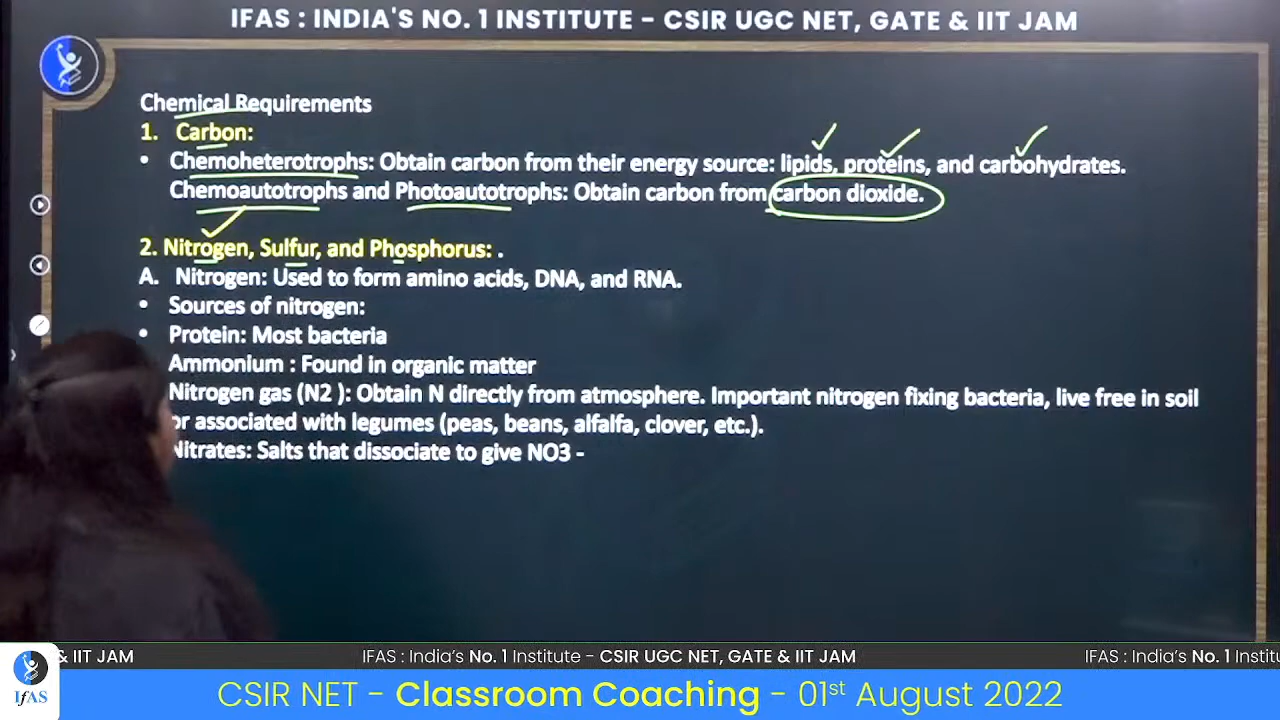 IFAS : INDIA'S NO. 1 INSTITUTE - CSIR UGC NET, GATE & IIT JAM
Chemical Requirements
1. Carbon:
• Chemoheterotrophs: Obtain carbon from their energy source: lipids, proteins, and carbohydrates.
Chemoautotrophs and Photoautotrophs: Obtain carbon from carbon dioxide.
2. Nitrogen, Sulfur, and Phosphorus: .
A. Nitrogen: Used to form amino acids, DNA, and RNA.
• Sources of nitrogen:
• Protein: Most bacteria
Ammonium : Found in organic matter
Nitrogen gas (N2 ): Obtain N directly from atmosphere. Important nitrogen fixing bacteria, live free in soil
or associated with legumes (peas, beans, alfalfa, clover, etc.).
Nitrates: Salts that dissociate to give NO3 -
& IIT JAM IFAS : India's No. 1 Institute - CSIR UGC NET, GATE & IIT JAM IFAS : India's No. 1 Institu
IfAS
CSIR NET - Classroom Coaching - 01st August 2022